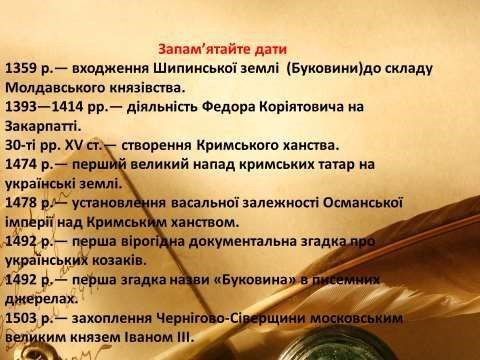 Запам’ятайте дати
1359 р.— входження Шипинської землі (Буковини)до складу
Молдавського князівства.
1393—1414 рр.— діяльність Федора Коріятовича на
Закарпатті.
30-ті рр. XV ст.— створення Кримського ханства.
1474 р.— перший великий напад кримських татар на
українські землі.
1478 р.— установлення васальної залежності Османської
імперії над Кримським ханством.
1492 р.— перша вірогідна документальна згадка про
українських козаків.
1492 р.— перша згадка назви «Буковина» в писемних
джерелах.
1503 р.— захоплення Чернігово-Сіверщини московським
великим князем Іваном III.